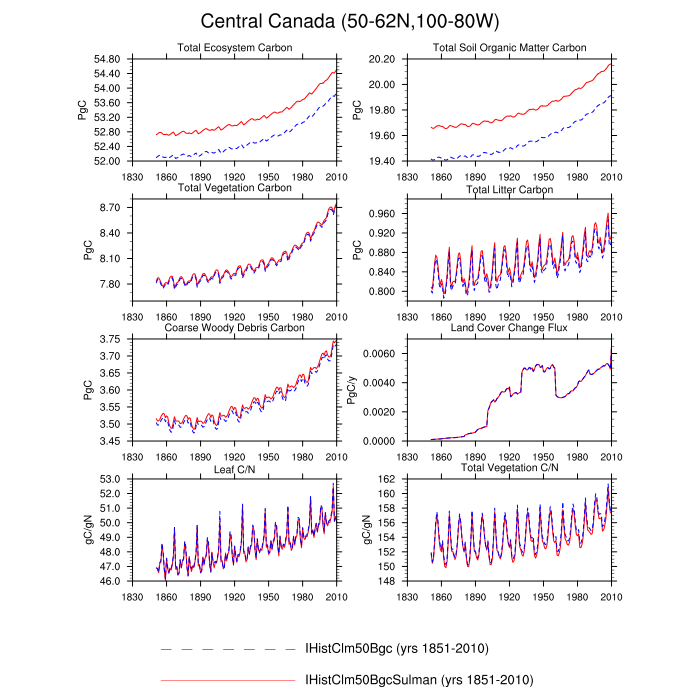 Central Canada (50-62N,100-80W)
Total Ecosystem Carbon
54.80
54.40
54.00
53.60
53.20
52.80
52.40
52.00
PgC
1830 1860 1890 1920 1950 1980 2010
Total Soil Organic Matter Carbon
20.20
20.00
19.80
19.60
19.40
PgC
1830 1860 1890 1920 1950 1980 2010
Total Vegetation Carbon
8.70
8.40
8.10
7.80
PgC
1830 1860 1890 1920 1950 1980 2010
Total Litter Carbon
0.960
0.920
0.880
0.840
0.800
PgC
1830 1860 1890 1920 1950 1980 2010
Coarse Woody Debris Carbon
3.75
3.70
3.65
3.60
3.55
3.50
3.45
PgC
1830 1860 1890 1920 1950 1980 2010
Land Cover Change Flux
0.0060
0.0040
0.0020
0.0000
PgC/y
1830 1860 1890 1920 1950 1980 2010
Leaf C/N
53.0
52.0
51.0
50.0
49.0
48.0
47.0
46.0
gC/gN
1830 1860 1890 1920 1950 1980 2010
Total Vegetation C/N
162
160
158
156
154
152
150
148
gC/gN
1830 1860 1890 1920 1950 1980 2010
IHistClm50Bgc (yrs 1851-2010)
IHistClm50BgcSulman (yrs 1851-2010)